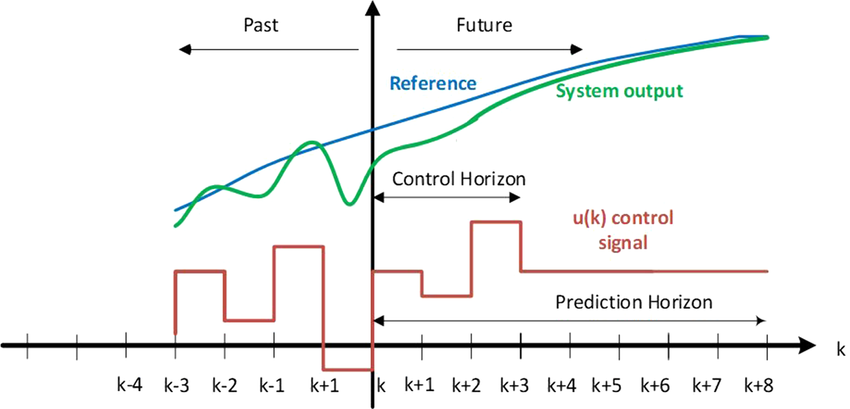 Past
Future
Reference
System output
Control Horizon
u(k) control
signal
Prediction Horizon
k
k-4 k-3 k-2 k-1 k+1 k k+1 k+2 k+3 k+4 k+5 k+6 k+7 k+8